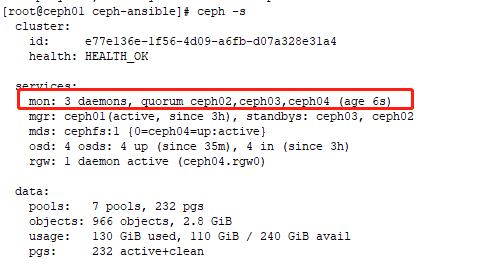 [root@ceph01 ceph-ansible]# ceph -s
cluster:
id: e77e136e-1f56-4d09-a6fb-d07a328e31a4
health: HEALTH_OK
services:
mon: 3 daemons, quorum ceph02,ceph03,ceph04 (age 6s)
mgr: ceph01(active, since 3h), standbys: ceph03, ceph02
mds: cephfs:1 {0=ceph04=up:active}
osd: 4 osds: 4 up (since 35m), 4 in (since 3h)
rgw: 1 daemon active (ceph04.rgw0)
data:
pools: 7 pools, 232 pgs
objects: 966 objects, 2.8 GiB
usage: 130 GiB used, 110 GiB / 240 GiB avail
pgs: 232 active+clean